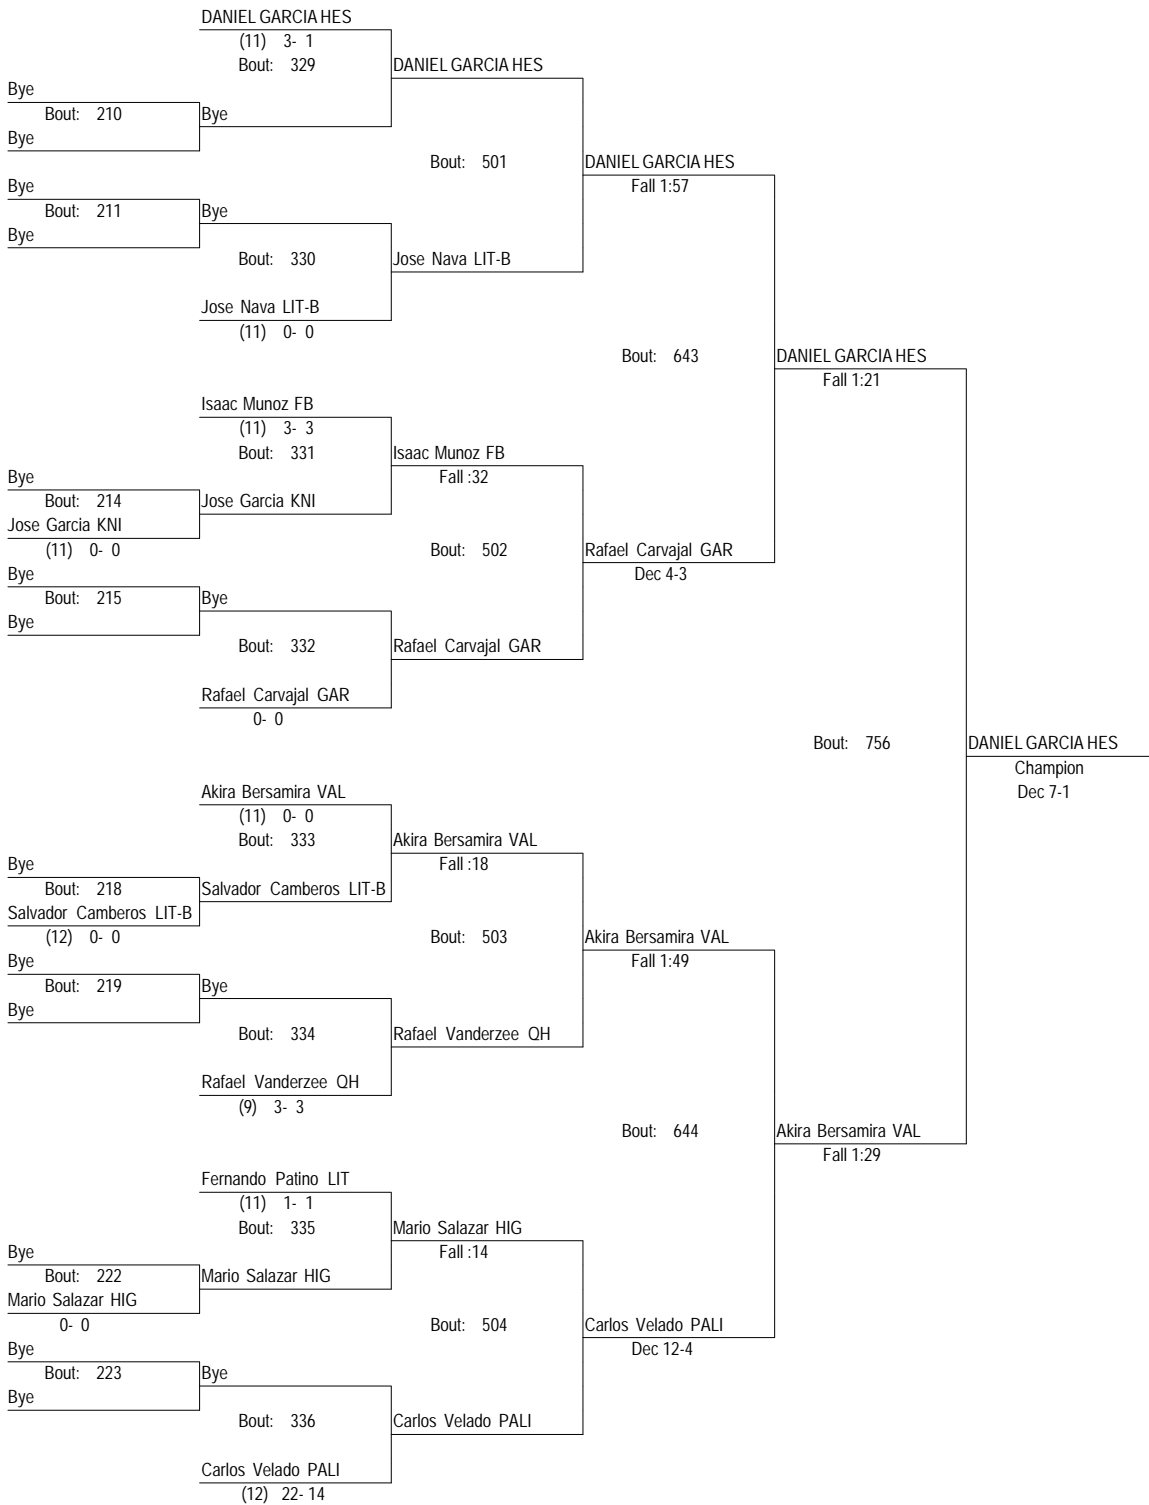 DANIEL GARCIA HES
(11) 3- 1
Bout: 329
DANIEL GARCIA HES
Bye
Bout: 210
Bye
Bye
Bout: 501
DANIEL GARCIA HES
Fall 1:57
Bye
Bout: 211
Bye
Bye
Bout: 330
Jose Nava LIT-B
Jose Nava LIT-B
(11) 0- 0
Bout: 643
DANIEL GARCIA HES
Fall 1:21
Isaac Munoz FB
(11) 3- 3
Bout: 331
Isaac Munoz FB
Fall :32
Bye
Bout: 214
Jose Garcia KNI
Jose Garcia KNI
(11) 0- 0
Bout: 502
Rafael Carvajal GAR
Dec 4-3
Bye
Bout: 215
Bye
Bye
Bout: 332
Rafael Carvajal GAR
Rafael Carvajal GAR
0- 0
Bout: 756
DANIEL GARCIA HES
Champion
Dec 7-1
Akira Bersamira VAL
(11) 0- 0
Bout: 333
Akira Bersamira VAL
Fall :18
Bye
Bout: 218
Salvador Camberos LIT-B
Salvador Camberos LIT-B
(12) 0- 0
Bout: 503
Akira Bersamira VAL
Fall 1:49
Bye
Bout: 219
Bye
Bye
Bout: 334
Rafael Vanderzee QH
Rafael Vanderzee QH
(9) 3- 3
Bout: 644
Akira Bersamira VAL
Fall 1:29
Fernando Patino LIT
(11) 1- 1
Bout: 335
Mario Salazar HIG
Fall :14
Bye
Bout: 222
Mario Salazar HIG
Mario Salazar HIG
0- 0
Bout: 504
Carlos Velado PALI
Dec 12-4
Bye
Bout: 223
Bye
Bye
Bout: 336
Carlos Velado PALI
Carlos Velado PALI
(12) 22- 14